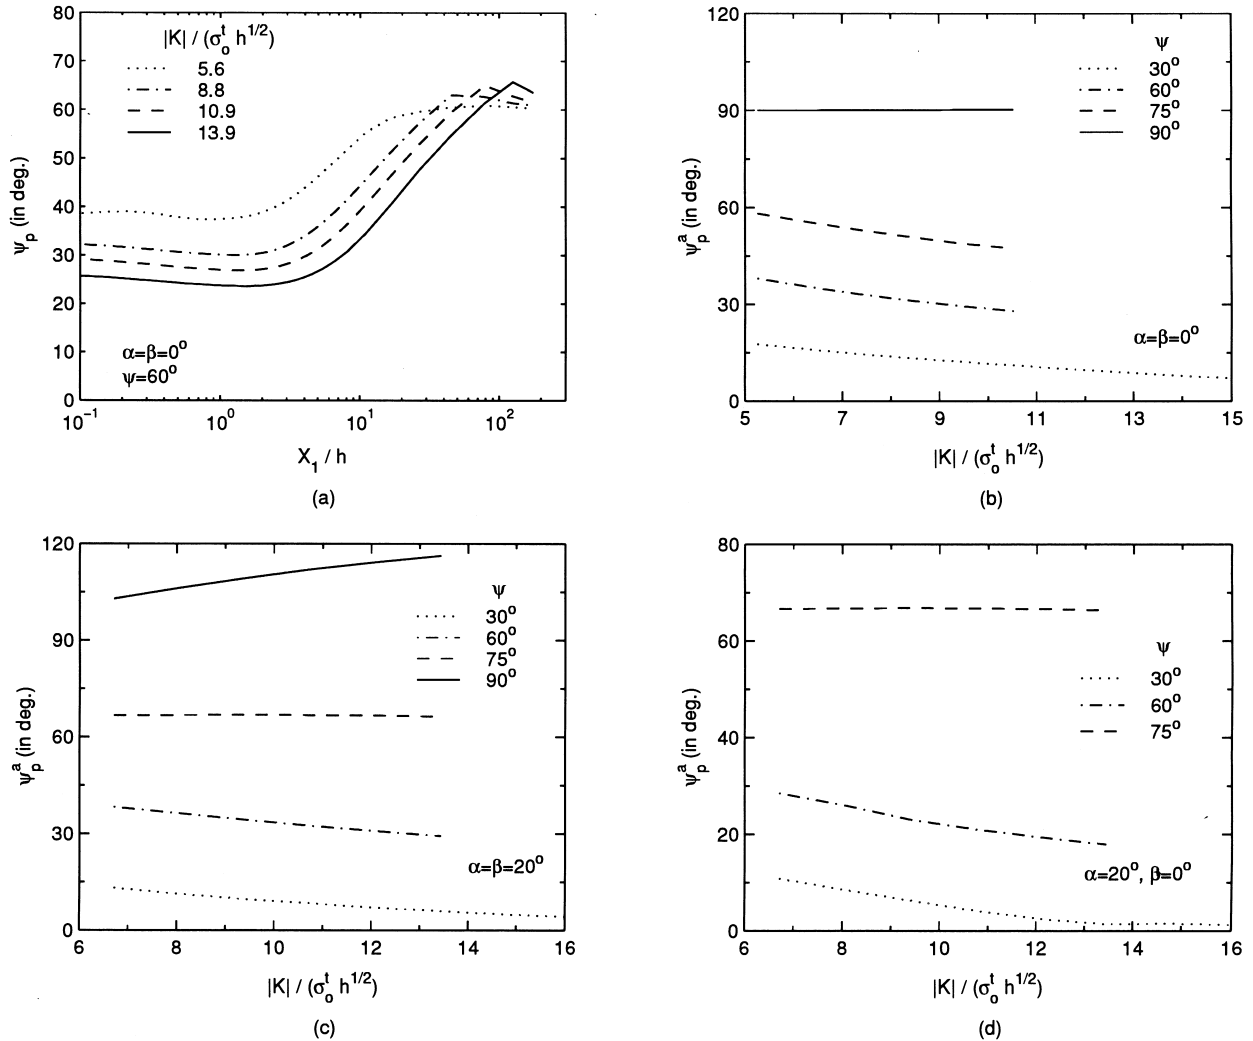 |K| / (σ_o^t h^1/2)
5.6
8.8
10.9
13.9
80
70
60
50
40
30
20
10
0
ψ_p (in deg.)
α=β=0°
ψ=60°
10^−1
10^0
10^1
10^2
X_1 / h
(a)
120
90
60
30
0
ψ_p^a (in deg.)
ψ
30°
60°
75°
90°
α=β=0°
5
7
9
11
13
15
|K| / (σ_o^t h^1/2)
(b)
120
90
60
30
0
ψ_p^a (in deg.)
ψ
30°
60°
75°
90°
α=β=20°
6
8
10
12
14
16
|K| / (σ_o^t h^1/2)
(c)
80
60
40
20
0
ψ_p^a (in deg.)
ψ
30°
60°
75°
α=20°, β=0°
6
8
10
12
14
16
|K| / (σ_o^t h^1/2)
(d)